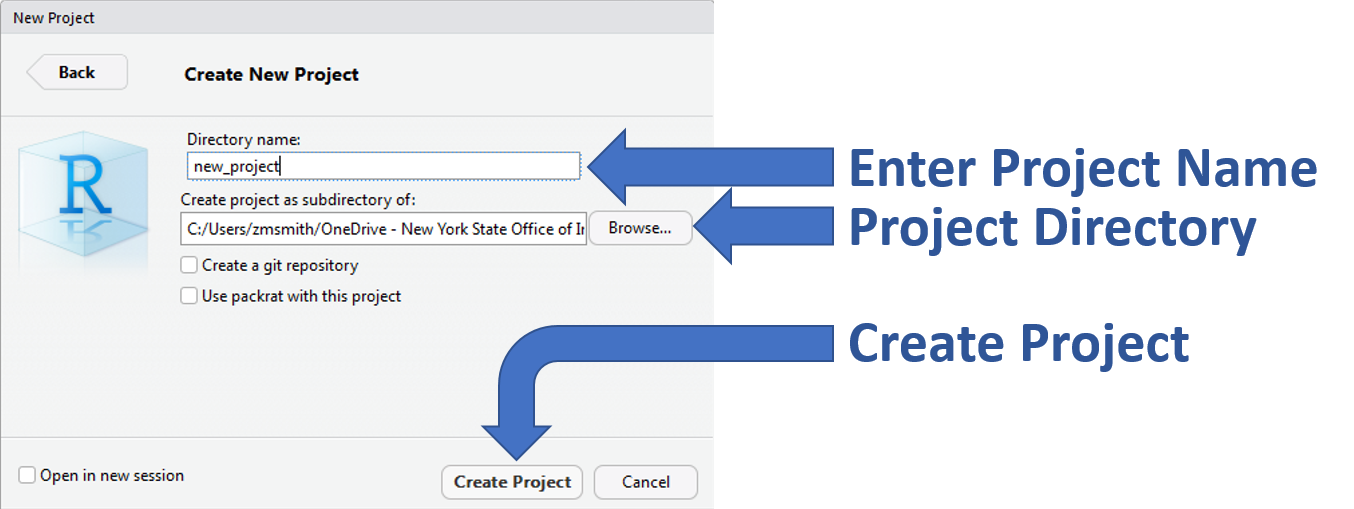 New Project
Back
Create New Project
R
Directory name:
new_project
Enter Project Name
Create project as subdirectory of:
C:/Users/zmsmith/OneDrive - New York State Office of Ir
Browse...
Project Directory
Create a git repository
Use packrat with this project
Create Project
Open in new session
Create Project
Cancel